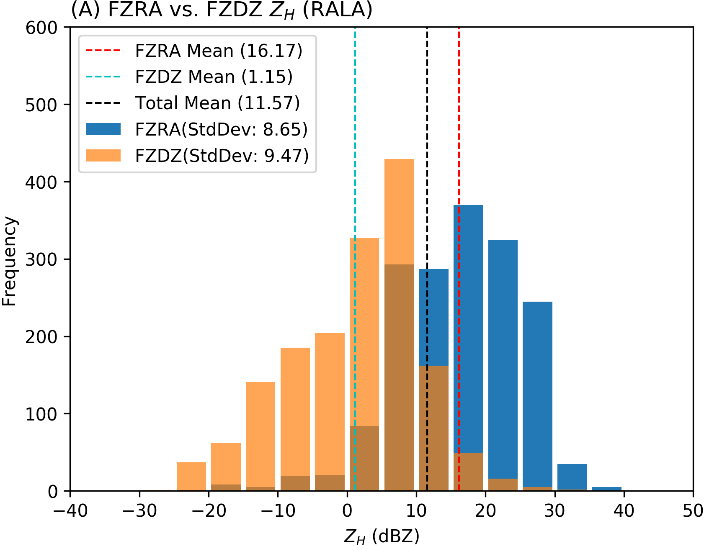 (A) FZRA vs. FZDZ Z_H (RALA)
600
500
400
300
200
100
0
Frequency
FZRA Mean (16.17)
FZDZ Mean (1.15)
Total Mean (11.57)
FZRA(StdDev: 8.65)
FZDZ(StdDev: 9.47)
−40 −30 −20 −10 0 10 20 30 40 50
Z_H (dBZ)